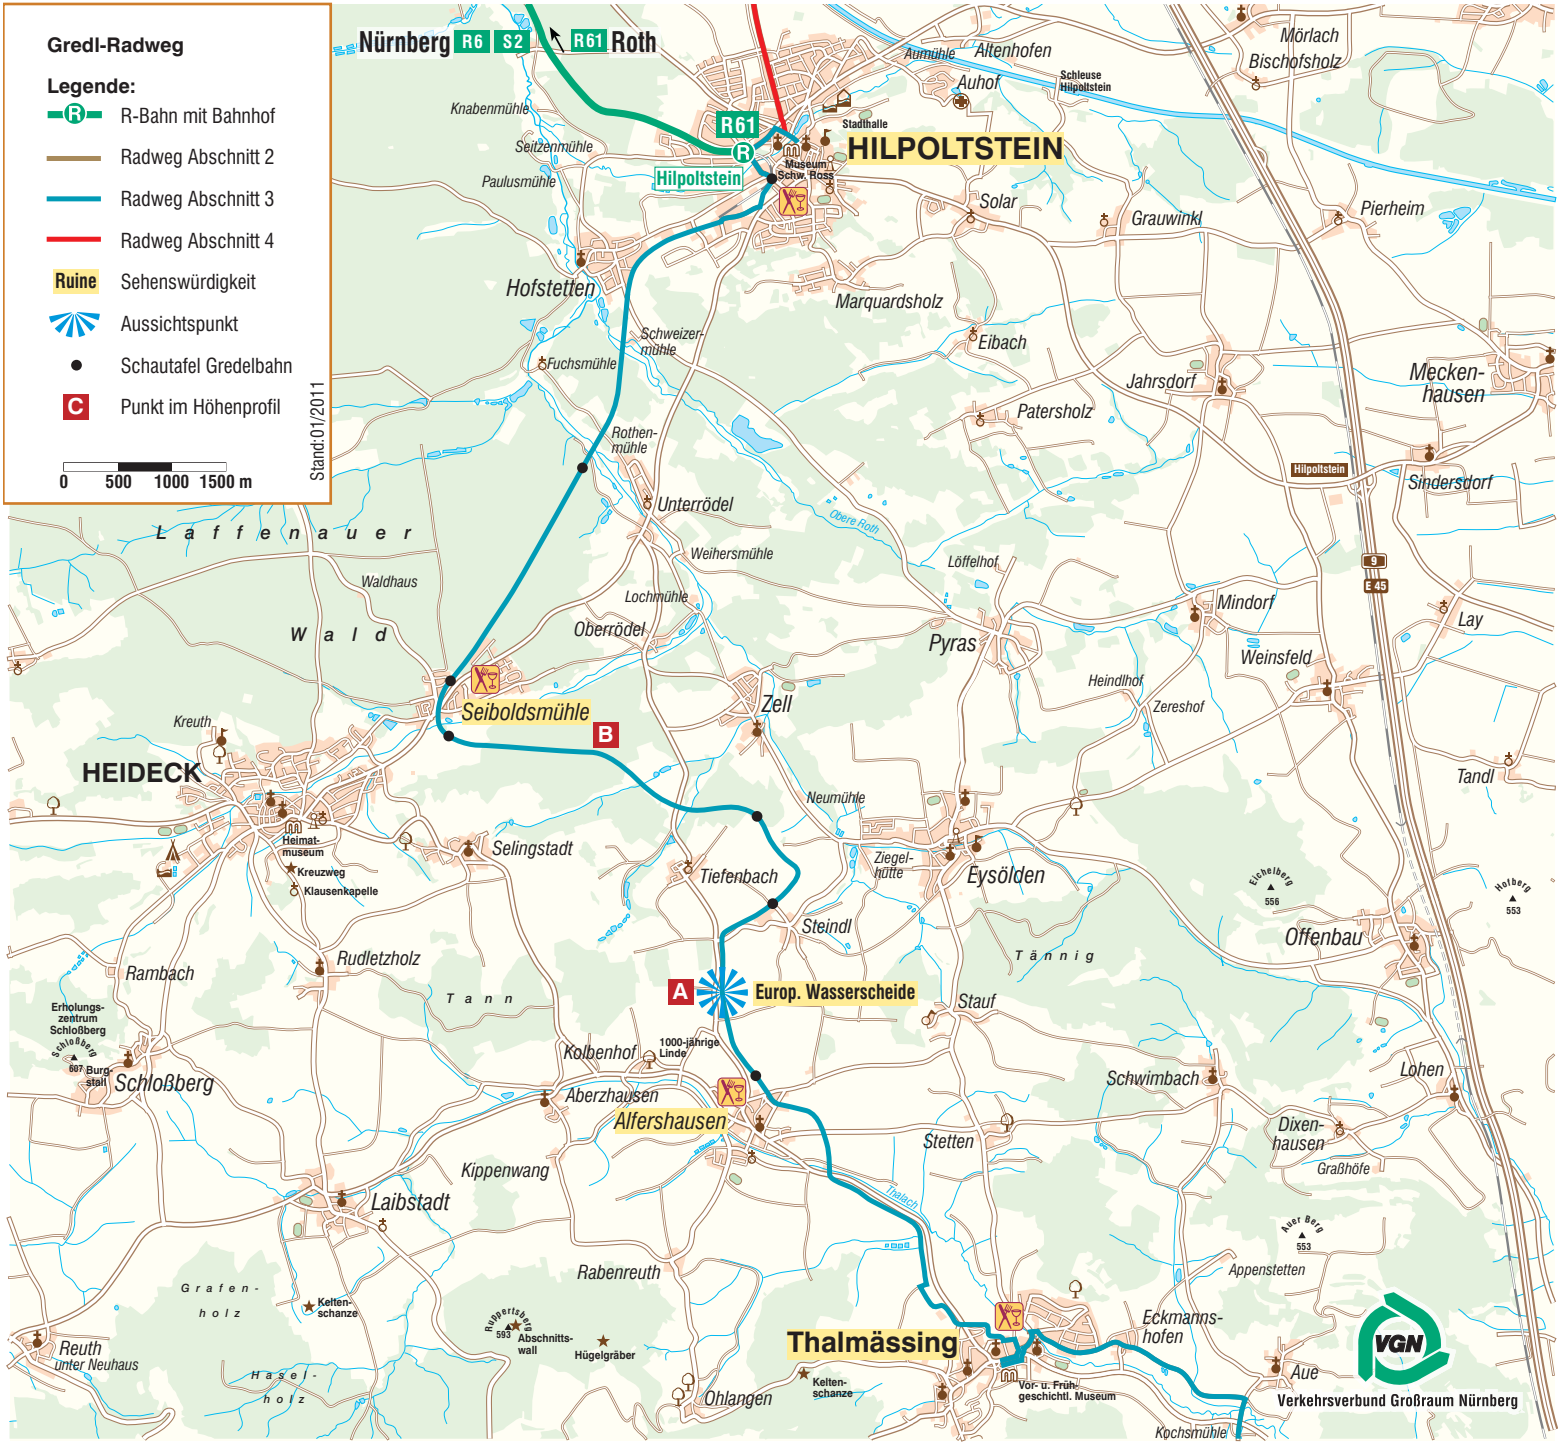 Gredl-Radweg
Legende:
R
R-Bahn mit Bahnhof
Radweg Abschnitt 2
Radweg Abschnitt 3
Radweg Abschnitt 4
Ruine
Sehenswürdigkeit
Aussichtspunkt
Schautafel Gredelbahn
C
Punkt im Höhenprofil
0 500 1000 1500 m
Stand:01/2011
Nürnberg R6 S2
R61 Roth
Mörlach
Bischofsholz
Altenhofen
Aumühle
Auhof
Schleuse
Hilpoltstein
Knabenmühle
Seitzenmühle
Paulusmühle
R61
R
Hilpoltstein
Stadthalle
HILPOLTSTEIN
Museum
Schw. Ross
Solar
Grauwinkl
Pierheim
Hofstetten
Marquardsholz
Schweizer-
mühle
Fuchsmühle
Eibach
Jahrsdorf
Mecken-
hausen
Patersholz
Rothen-
mühle
Hilpoltstein
Sindersdorf
Unterrödel
Obere Roth
Laffenauer
Wald
Waldhaus
Weihersmühle
Löffelhof
9
E 45
Lochmühle
Oberrödel
Mindorf
Lay
Pyras
Weinsfeld
Heindlhof
Zereshof
Zell
Seiboldsmühle
B
Kreuth
HEIDECK
Tandl
Neumühle
Heimat-
museum
Kreuzweg
Klausenkapelle
Selingstadt
Tiefenbach
Ziegel-
hütte
Eysölden
Eichelberg
556
Hofberg
553
Steindl
Offenbau
Rambach
Rudletzholz
Tännig
Tann
A
Europ. Wasserscheide
Stauf
Erholungs-
zentrum
Schloßberg
Schloßberg
607
Burg-
stall
Schloßberg
Kolbenhof
1000-jährige
Linde
Aberzhausen
Alfershausen
Schwimbach
Lohen
Stetten
Dixen-
hausen
Graßhöfe
Kippenwang
Laibstadt
Thalach
Auer Berg
553
Appenstetten
Rabenreuth
Grafen-
holz
Kelten-
schanze
Ruppertsberg
593
Abschnitts-
wall
Hügelgräber
Eckmanns-
hofen
Thalmässing
VGN
Reuth
unter Neuhaus
Hasel-
holz
Ohlangen
Kelten-
schanze
Vor- u. Früh-
geschichtl. Museum
Aue
Verkehrsverbund Großraum Nürnberg
Kochsmühle